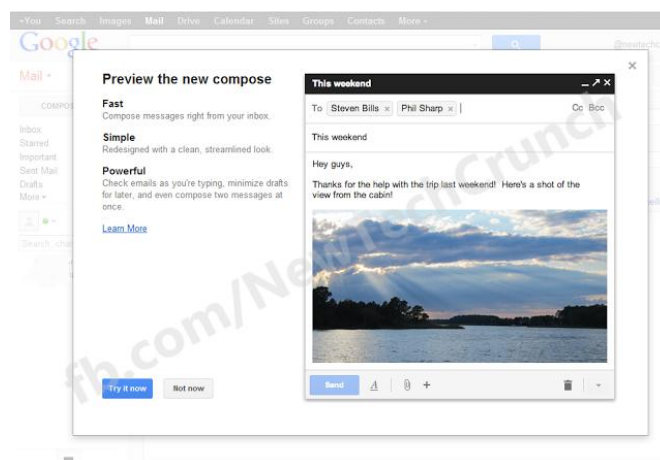 +You Search Images Mail Drive Calendar Sites Groups Contacts More
Google
@newtechc
Mail
COMPOS
Inbox
Starred
Important
Sent Mail
Drafts
More
Search
Preview the new compose
Fast
Compose messages right from your inbox.
Simple
Redesigned with a clean, streamlined look.
Powerful
Check emails as you're typing, minimize drafts
for later, and even compose two messages at
once.
Learn More
Try it now Not now
This weekend
To Steven Bills × Phil Sharp × Cc Bcc
This weekend
Hey guys,
Thanks for the help with the trip last weekend! Here's a shot of the
view from the cabin!
Send A
fb.com/NewTechCrunch